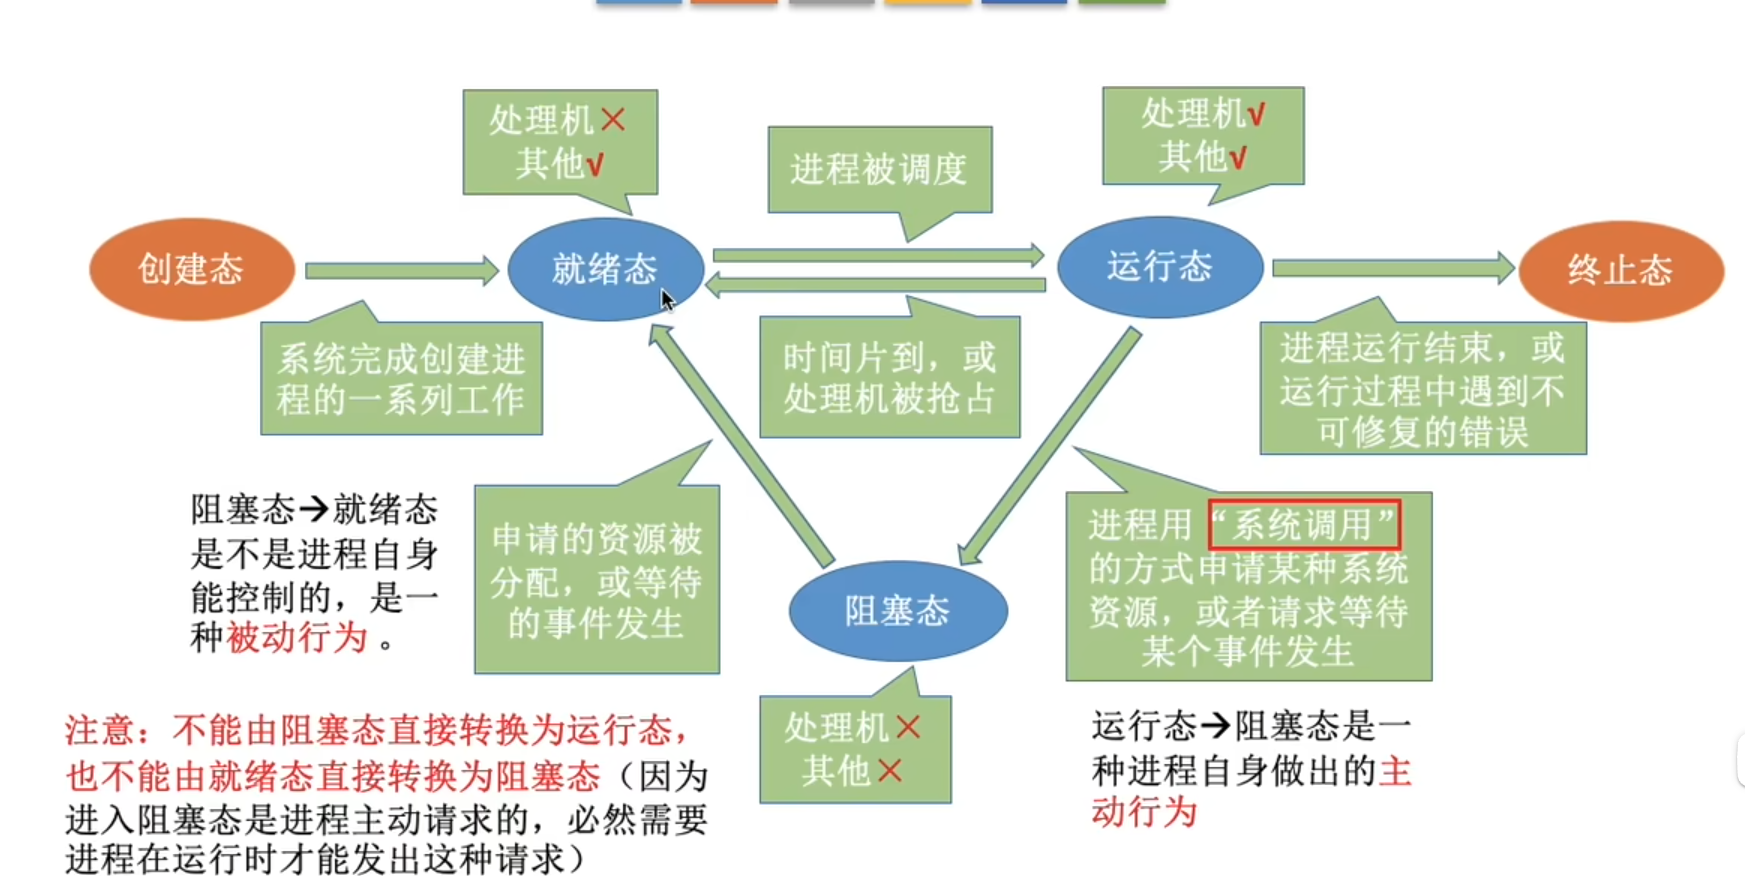 处理机×
其他√
进程被调度
处理机√
其他√
创建态
就绪态
运行态
终止态
系统完成创建进
程的一系列工作
时间片到，或
处理机被抢占
进程运行结束，或
运行过程中遇到不
可修复的错误
阻塞态→就绪态
是不是进程自身
能控制的，是一
种被动行为 。
申请的资源被
分配，或等待
的事件发生
进程用“系统调用”
的方式申请某种系统
资源，或者请求等待
某个事件发生
阻塞态
处理机×
其他×
运行态→阻塞态是一
种进程自身做出的主
动行为
注意：不能由阻塞态直接转换为运行态，
也不能由就绪态直接转换为阻塞态（因为
进入阻塞态是进程主动请求的，必然需要
进程在运行时才能发出这种请求）